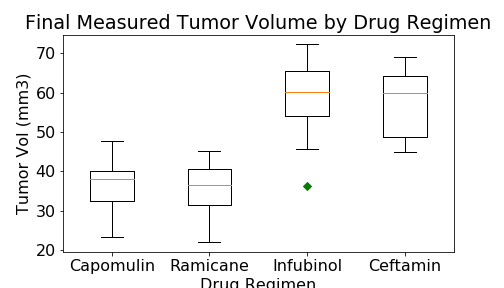 Final Measured Tumor Volume by Drug Regimen
Tumor Vol (mm3)
70
60
50
40
30
20
Capomulin Ramicane Infubinol Ceftamin
Drug Regimen